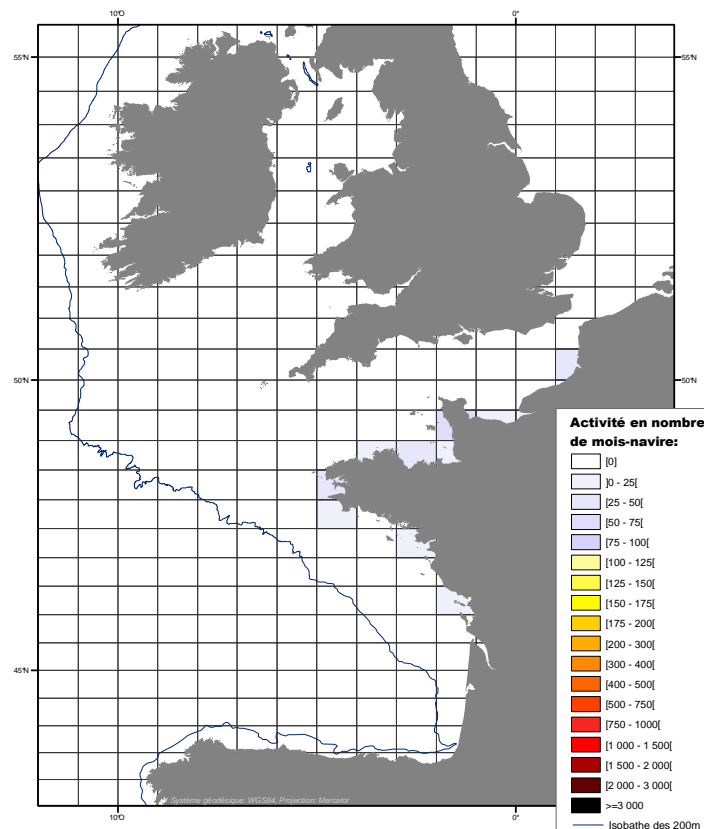 10°O
0°
55°N
55°N
50°N
50°N
45°N
Activité en nombre
de mois-navire:
[0]
]0 - 25[
[25 - 50[
[50 - 75[
[75 - 100[
[100 - 125[
[125 - 150[
[150 - 175[
[175 - 200[
[200 - 300[
[300 - 400[
[400 - 500[
[500 - 750[
[750 - 1000[
[1 000 - 1 500[
[1 500 - 2 000[
[2 000 - 3 000[
>=3 000
Isobathe des 200m
Système géodésique: WGS84, Projection: Mercator
10°O
0°